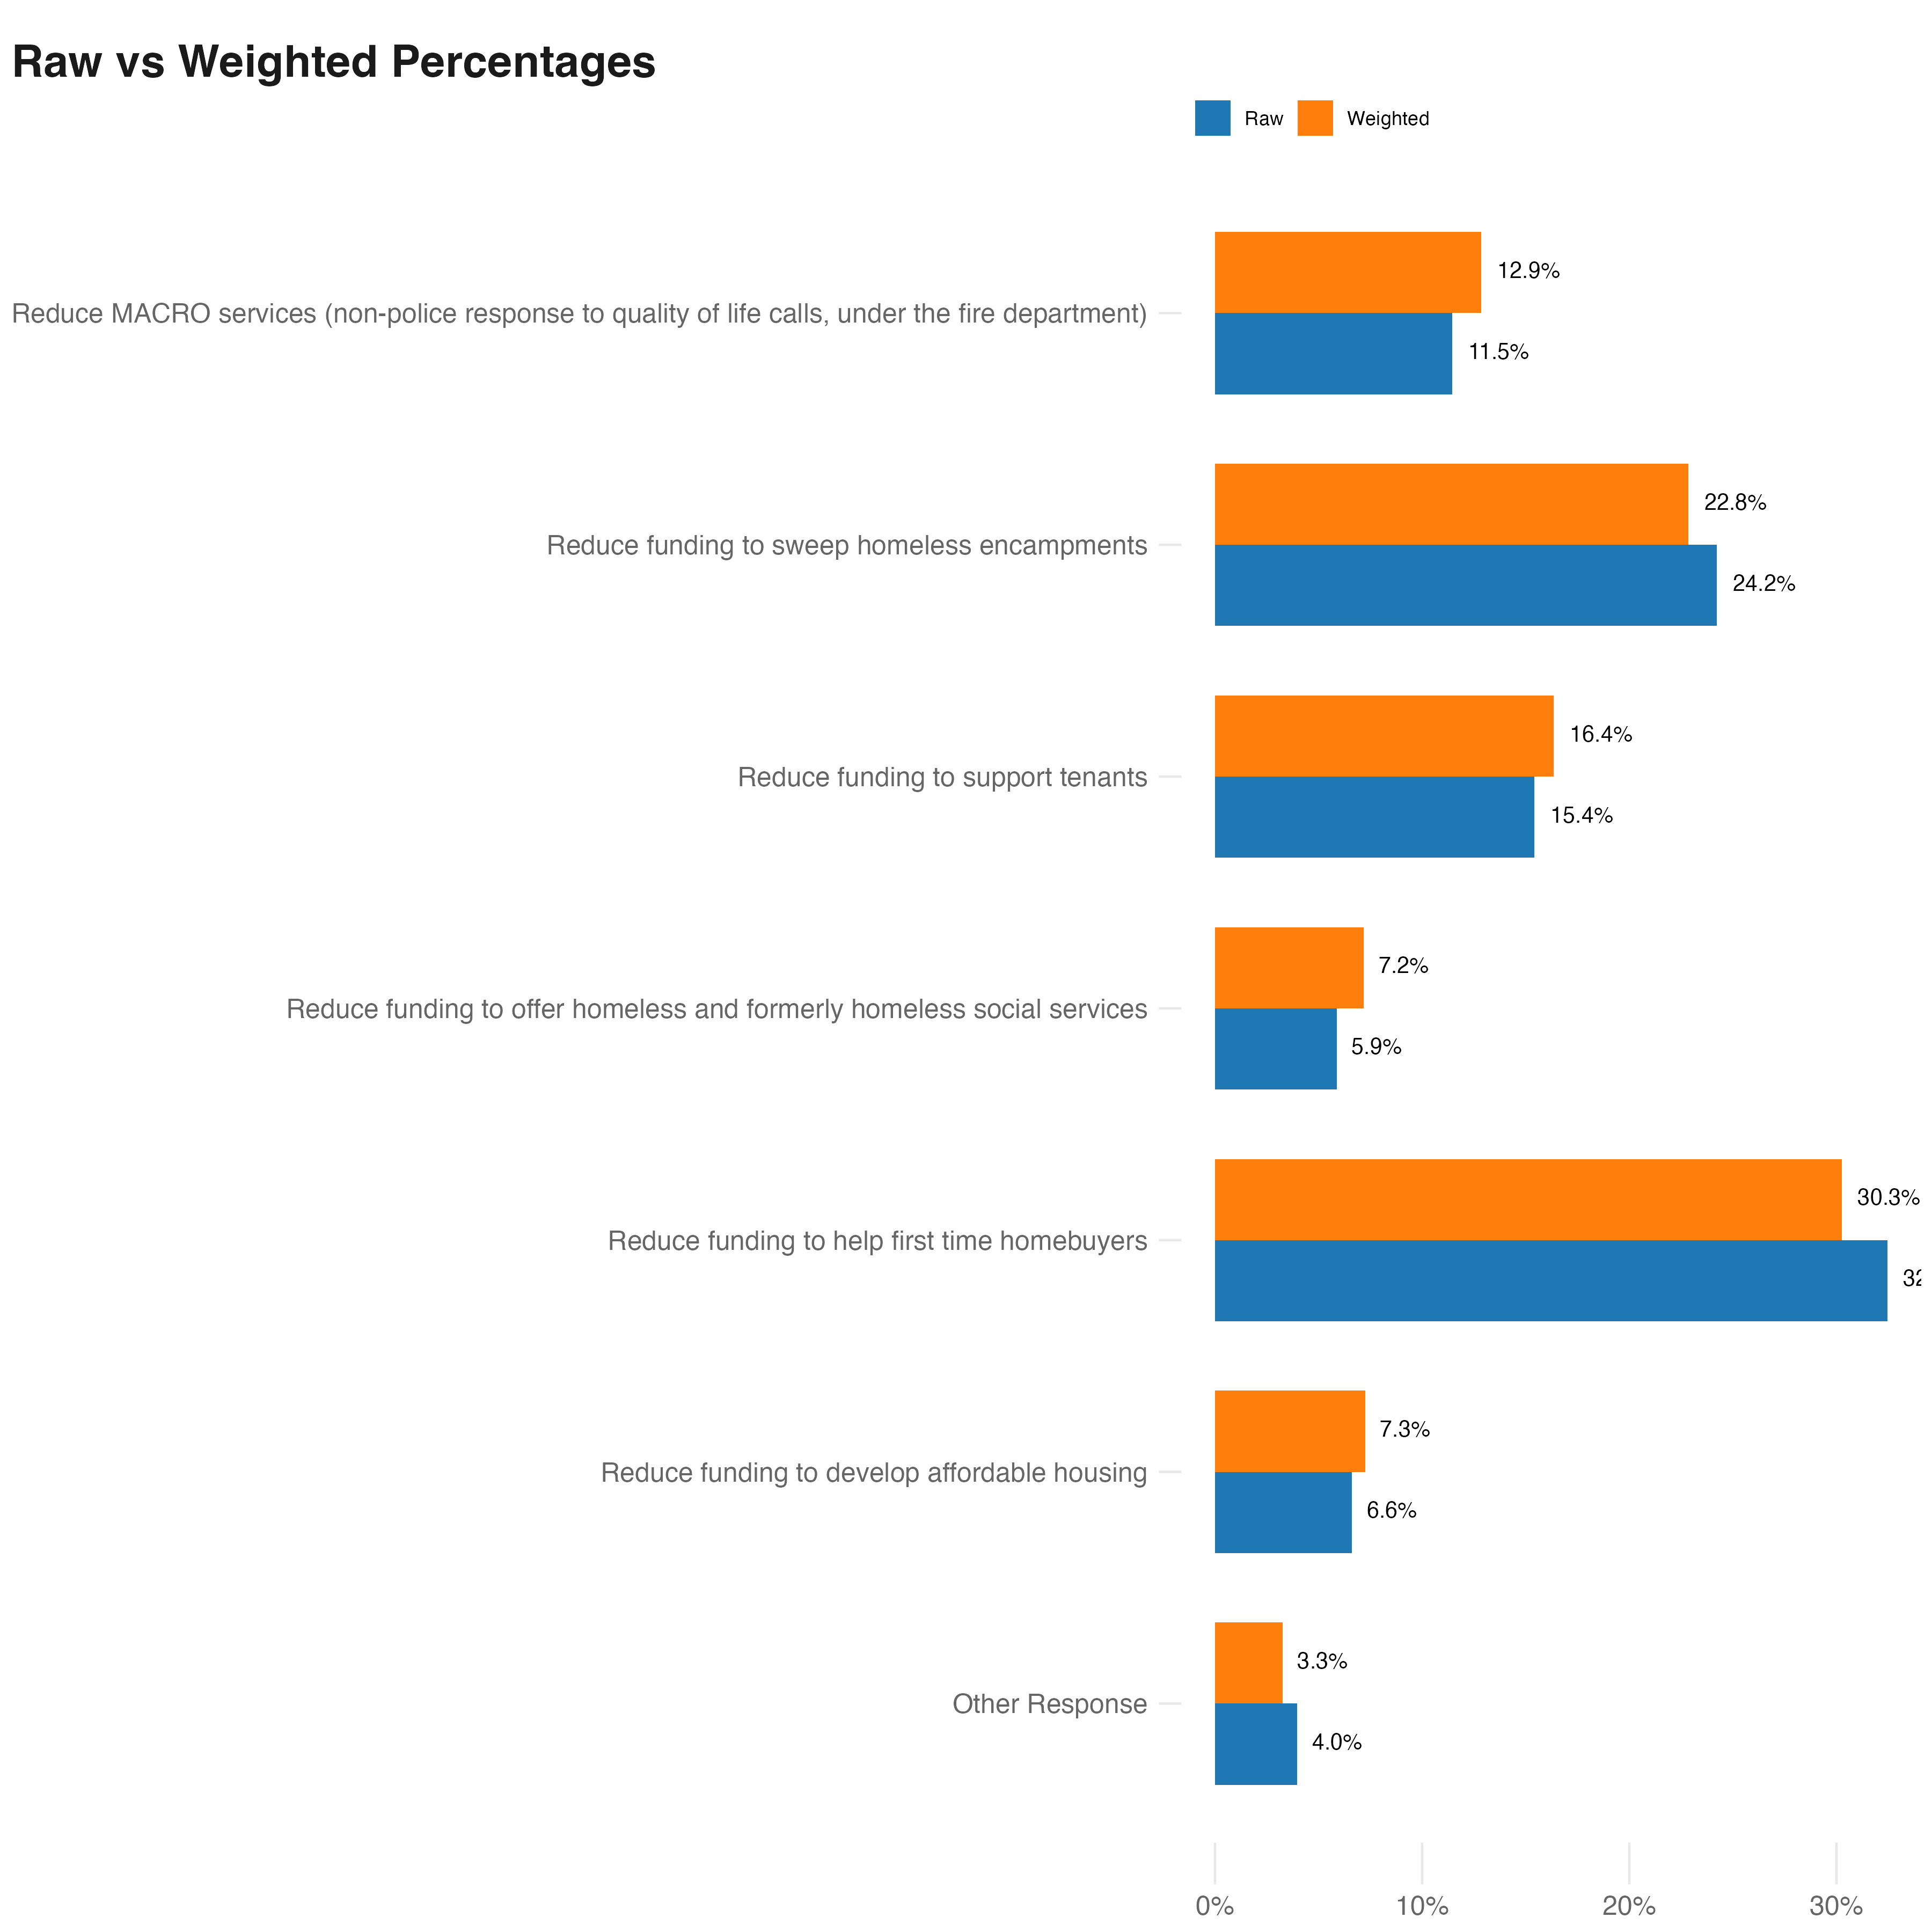 Raw vs Weighted Percentages
Raw Weighted
Reduce MACRO services (non-police response to quality of life calls, under the fire department)
12.9%
11.5%
Reduce funding to sweep homeless encampments
22.8%
24.2%
Reduce funding to support tenants
16.4%
15.4%
Reduce funding to offer homeless and formerly homeless social services
7.2%
5.9%
Reduce funding to help first time homebuyers
30.3%
Reduce funding to develop affordable housing
7.3%
6.6%
Other Response
3.3%
4.0%
0% 10% 20% 30%